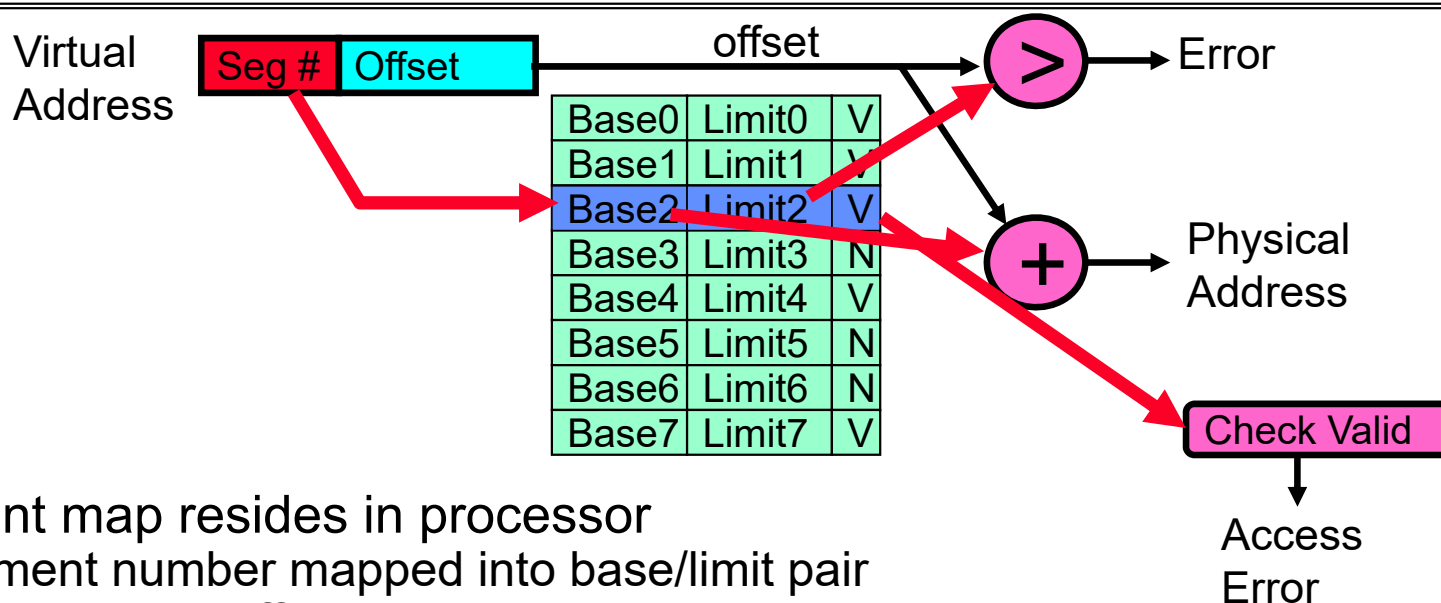 Virtual
Address
Seg # Offset
offset
>
Error
Base0 Limit0 V
Base1 Limit1 V
Base2 Limit2 V
Base3 Limit3 N
Base4 Limit4 V
Base5 Limit5 N
Base6 Limit6 N
Base7 Limit7 V
+
Physical
Address
Check Valid
Access
Error
nt map resides in processor
ment number mapped into base/limit pair